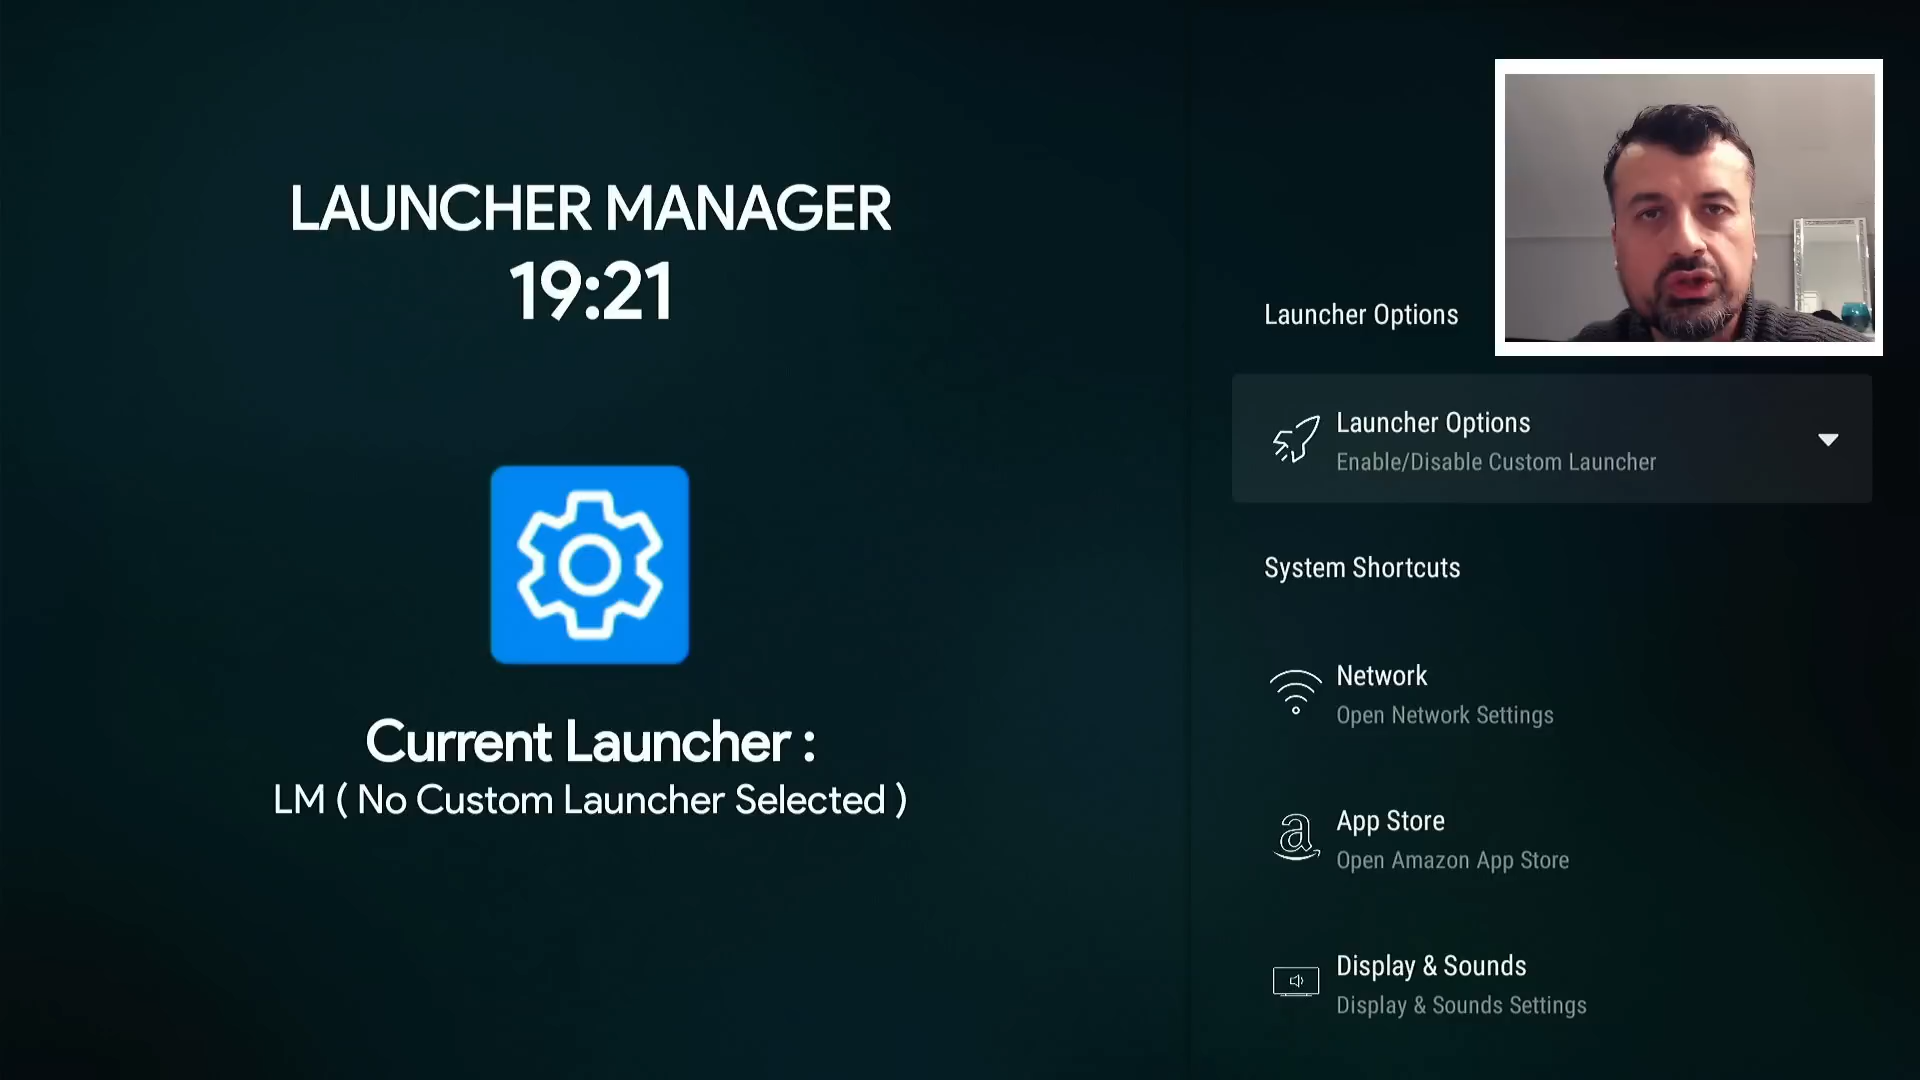 LAUNCHER MANAGER
19:21
Current Launcher :
LM ( No Custom Launcher Selected )
Launcher Options
Launcher Options
Enable/Disable Custom Launcher
System Shortcuts
Network
Open Network Settings
App Store
Open Amazon App Store
Display & Sounds
Display & Sounds Settings